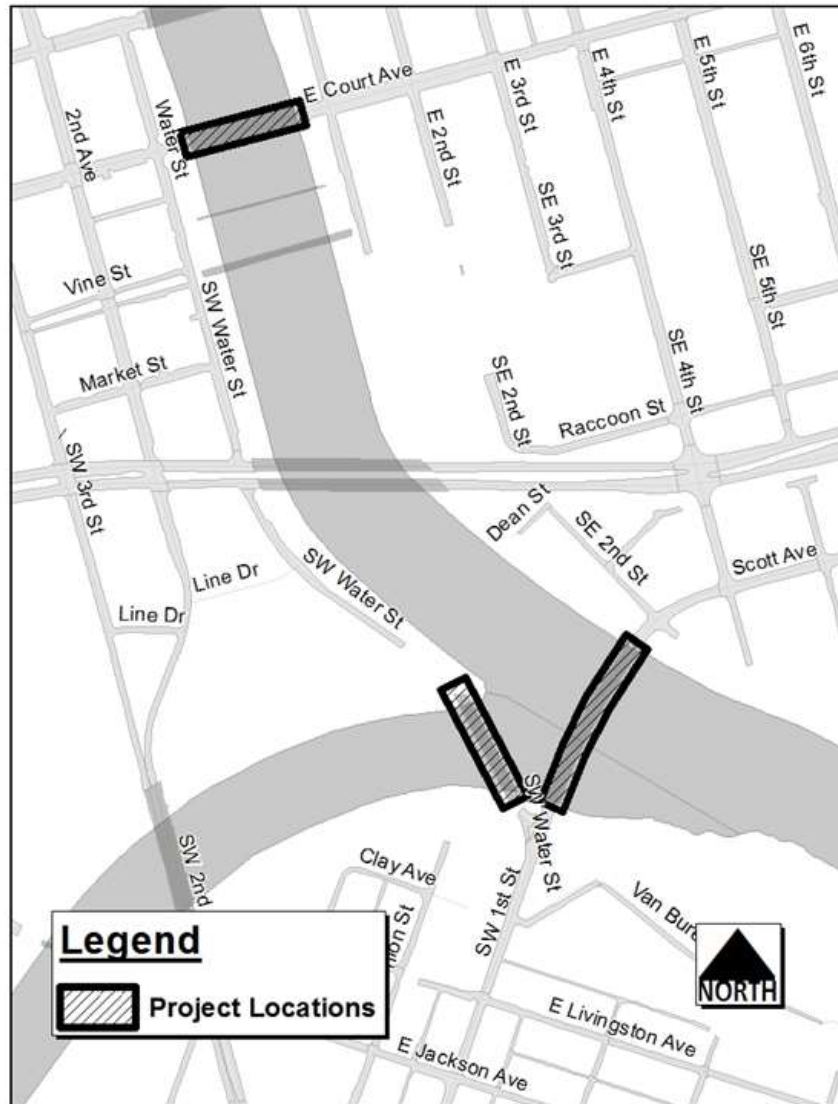 E Court Ave
E 2nd St
E 3rd St
E 4th St
E 5th St
E 6th St
2nd Ave
Water St
SE 3rd St
Vine St
SW Water St
SE 5th St
Market St
SE 4th St
SE 2nd St
Raccoon St
SW 3rd St
Dean St
SE 2nd St
Scott Ave
Line Dr
SW Water St
Line Dr
SW Water St
SW 2nd
Clay Ave
SW 1st St
Legend
Project Locations
NORTH
E Livingston Ave
E Jackson Ave